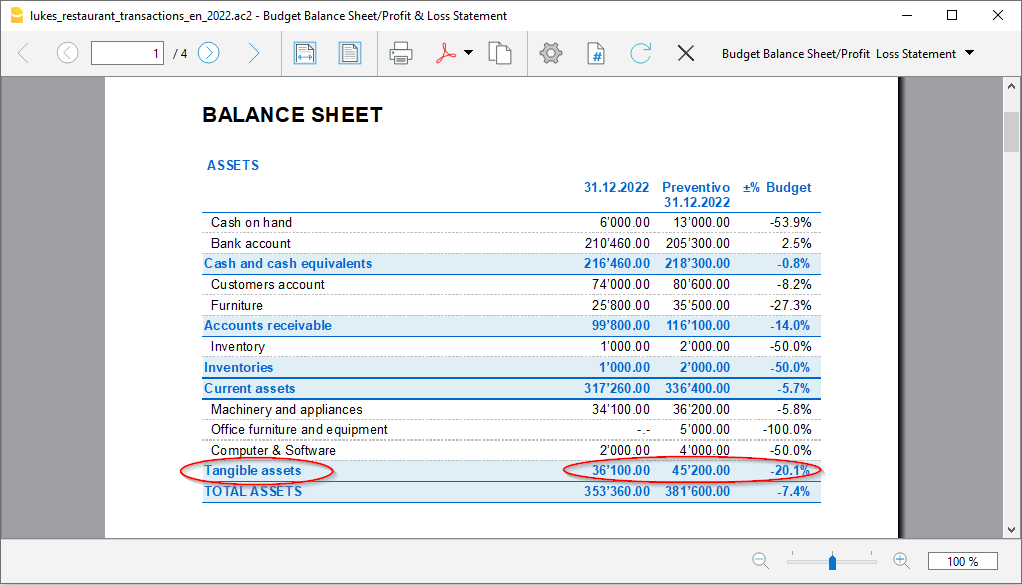 lukes_restaurant_transactions_en_2022.ac2 - Budget Balance Sheet/Profit & Loss Statement
1 / 4 Budget Balance Sheet/Profit Loss Statement
BALANCE SHEET
ASSETS
31.12.2022 Preventivo 31.12.2022 ±% Budget
Cash on hand 6’000.00 13’000.00 -53.9%
Bank account 210’460.00 205’300.00 2.5%
Cash and cash equivalents 216’460.00 218’300.00 -0.8%
Customers account 74’000.00 80’600.00 -8.2%
Furniture 25’800.00 35’500.00 -27.3%
Accounts receivable 99’800.00 116’100.00 -14.0%
Inventory 1’000.00 2’000.00 -50.0%
Inventories 1’000.00 2’000.00 -50.0%
Current assets 317’260.00 336’400.00 -5.7%
Machinery and appliances 34’100.00 36’200.00 -5.8%
Office furniture and equipment -.- 5’000.00 -100.0%
Computer & Software 2’000.00 4’000.00 -50.0%
Tangible assets 36’100.00 45’200.00 -20.1%
TOTAL ASSETS 353’360.00 381’600.00 -7.4%
100 %